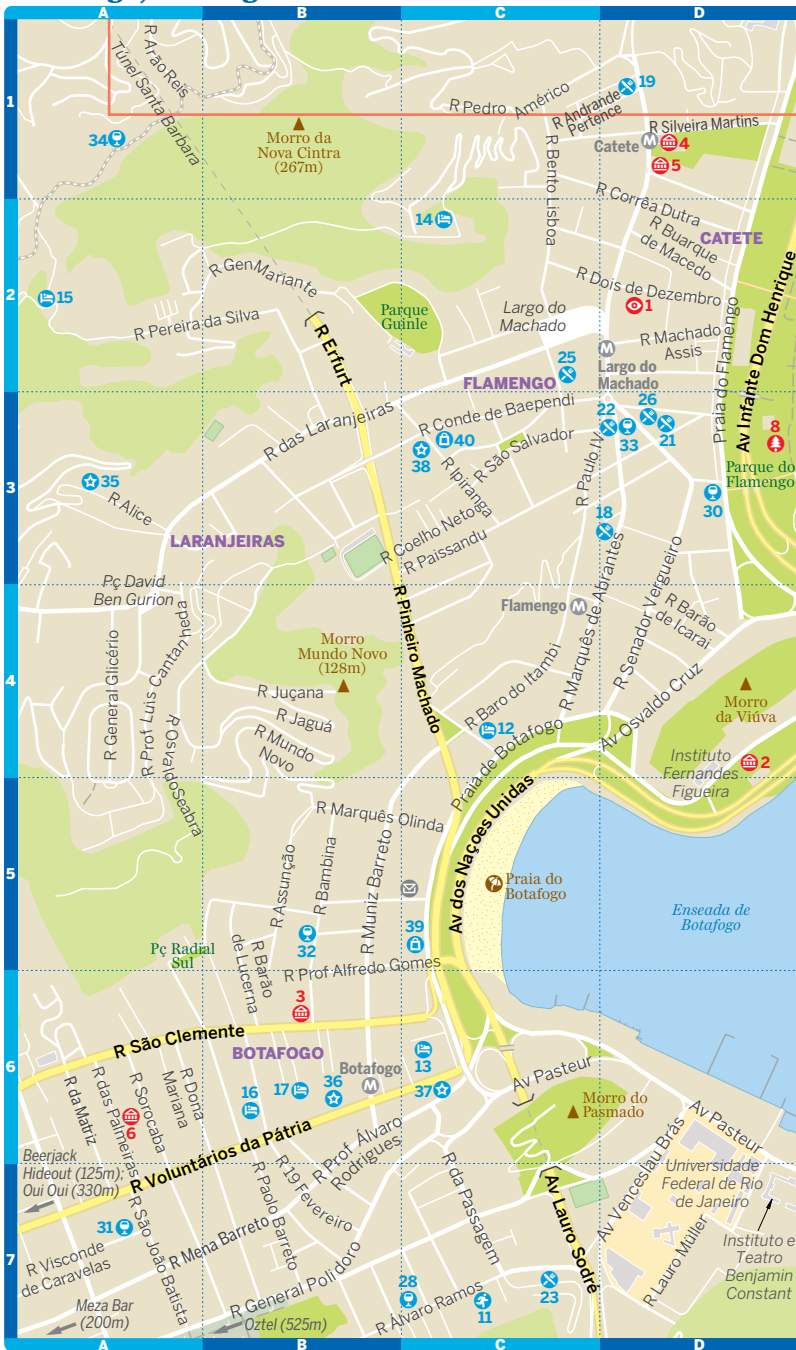 A
B
C
D
1
R Arão Reis
Túnel Santa Barbara
34
Morro da
Nova Cintra
(267m)
R Pedro Américo
R Andrande
Pertence
19
R Silveira Martins
Catete
M
4
5
R Bento
Lisboa
14
R Corrêa Dutra
R Buarque
de Macedo
CATETE
2
15
R Gen Mariante
R Pereira da Silva
R Erfurt
Parque
Guinle
Largo do
Machado
R Dois de Dezembro
1
M
Largo do
Machado
R Machado
Assis
Praia do Flamengo
Av Infante Dom Henrique
25
FLAMENGO
R das Laranjeiras
R Conde de Baependi
22
26
33
21
8
Parque do
Flamengo
40
38
R Ipiranga
R São Salvador
R Paulo IV
3
35
R Alice
30
18
LARANJEIRAS
R Coelho Neto
R Paissandu
Pç David
Ben Gurion
R Pinheiro Machado
Flamengo
M
R Marquês de Abrantes
R Senador Vergueiro
R Barão
de Icarai
4
R General Glicerio
R Prof Luis Cantan heda
R Osvaldo Seabra
Morro
Mundo Novo
(128m)
R Juçana
R Jaguá
R Mundo
Novo
R Baro do Itambi
12
Praia de Botafogo
Av Osvaldo Cruz
Morro
da Viúva
Instituto
Fernandes
Figueira
2
5
R Marquês Olinda
R Assunção
R Bambina
R Muniz Barreto
Av dos Naçoes Unidas
Praia do
Botafogo
Enseada de
Botafogo
32
39
Pç Radial
Sul
R Barão
de Lucerna
R Prof Alfredo Gomes
3
6
R São Clemente
BOTAFOGO
Botafogo
M
13
R da Matriz
R das Palmeiras
R Sorocaba
R Dona
Mariana
6
16
17
36
37
Av Pasteur
Morro do
Pasmado
Av Pasteur
Beerjack
Hideout (125m);
Oui Oui (330m)
R Voluntários da Pátria
R Prof. Álvaro
Rodrigues
Av Venceslau Brás
Universidade
Federal de Rio
de Janeiro
7
31
R Visconde
de Caravelas
R São João Batista
R Mena Barreto
R Paolo Barreto
R 19 Fevereiro
R da Passagem
Av Lauro Sodré
R Lauro Müller
Instituto e
Teatro
Benjamin
Constant
Meza Bar
(200m)
R General Polidoro
Oztel (525m)
28
R Álvaro Ramos
11
23
A
B
C
D